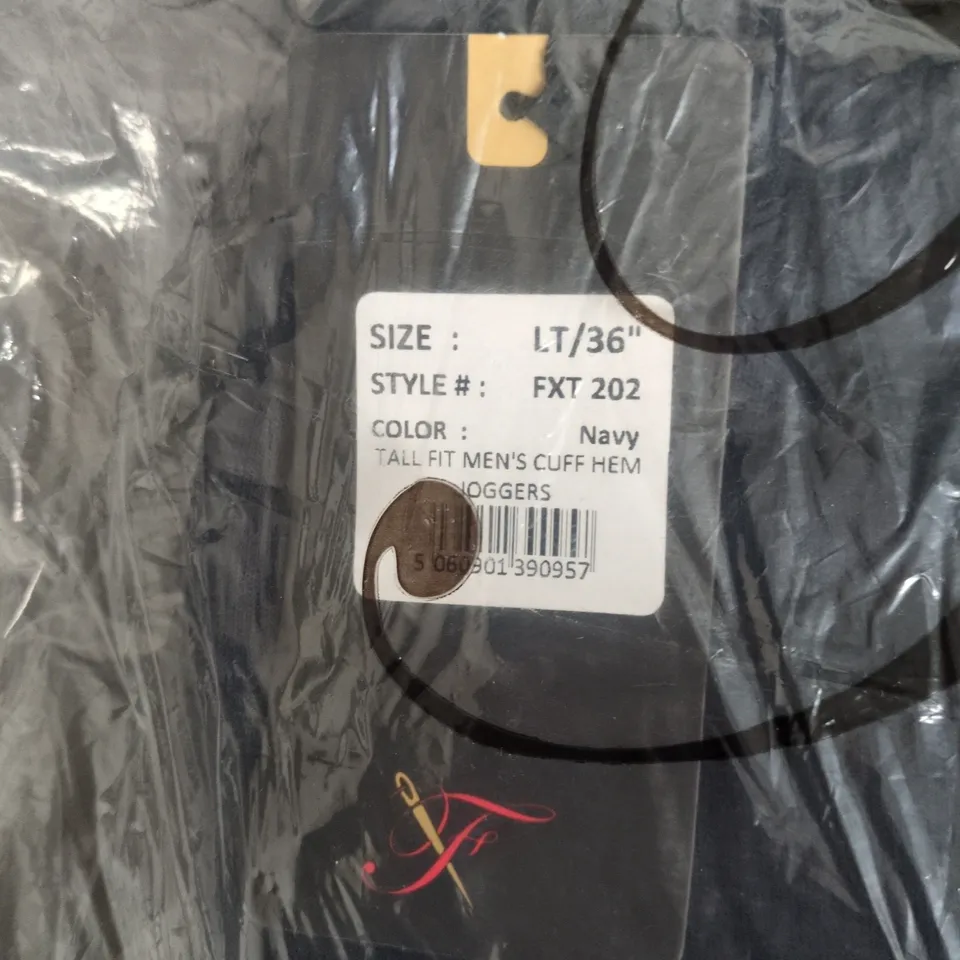 SIZE : LT/36"
STYLE # : FXT 202
COLOR : Navy
TALL FIT MEN'S CUFF HEM
JOGGERS
5 060901 390957
F